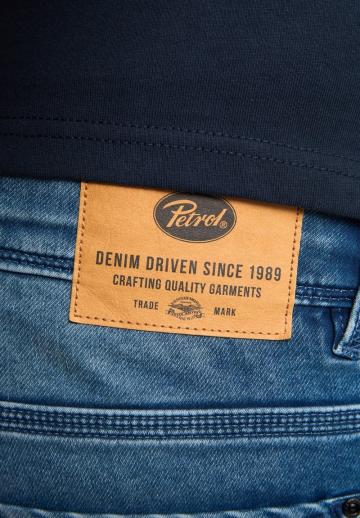 Petrol®
DENIM DRIVEN SINCE 1989
CRAFTING QUALITY GARMENTS
TRADE MARK